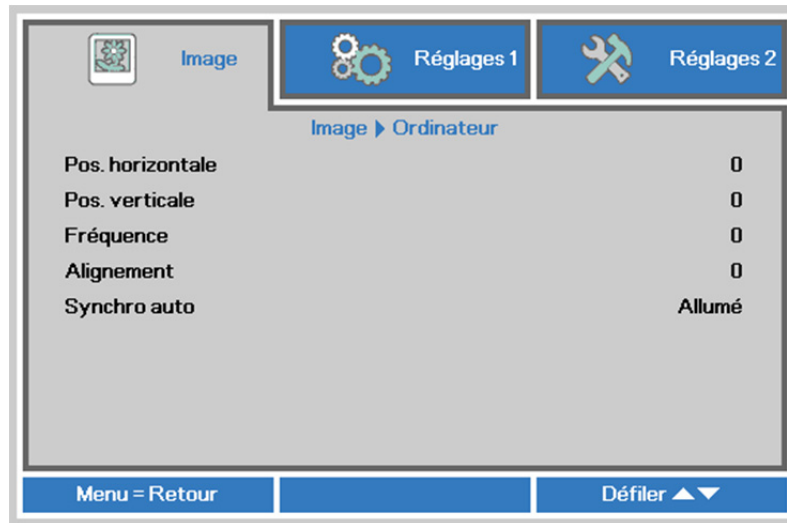 Image
Réglages 1
Réglages 2
Image ▶ Ordinateur
Pos. horizontale 0
Pos. verticale 0
Fréquence 0
Alignement 0
Synchro auto Allumé
Menu = Retour
Défiler ▲▼